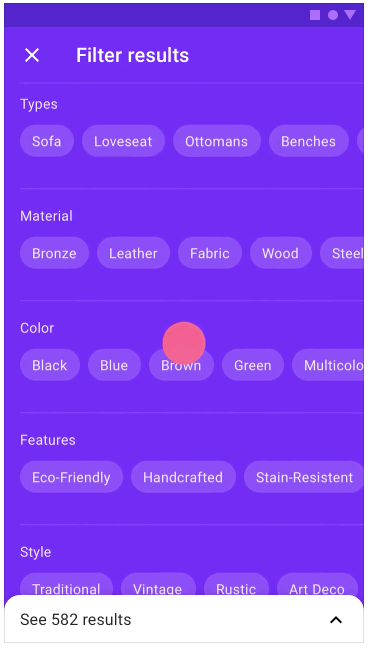 Filter results
Types
Sofa Loveseat Ottomans Benches
Material
Bronze Leather Fabric Wood Steel
Color
Black Blue Brown Green Multicolo
Features
Eco-Friendly Handcrafted Stain-Resistent
Style
Traditional Vintage Rustic Art Deco
See 582 results